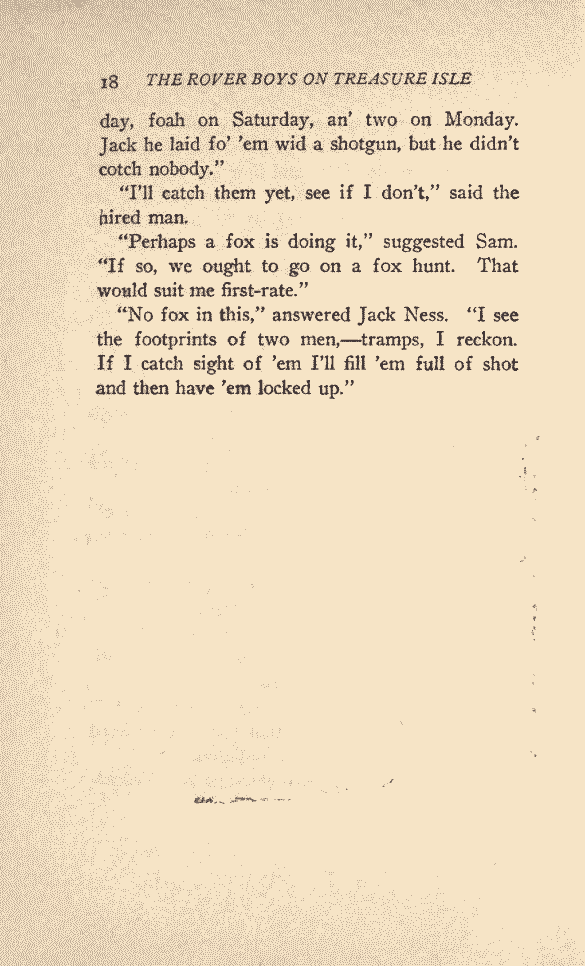 18 THE ROVER BOYS ON TREASURE ISLE
day, foah on Saturday, an' two on Monday.
Jack he laid fo' 'em wid a shotgun, but he didn't
cotch nobody."
"I'll catch them yet, see if I don't," said the
hired man.
"Perhaps a fox is doing it," suggested Sam.
"If so, we ought to go on a fox hunt. That
would suit me first-rate."
"No fox in this," answered Jack Ness. "I see
the footprints of two men,—tramps, I reckon.
If I catch sight of 'em I'll fill 'em full of shot
and then have 'em locked up."